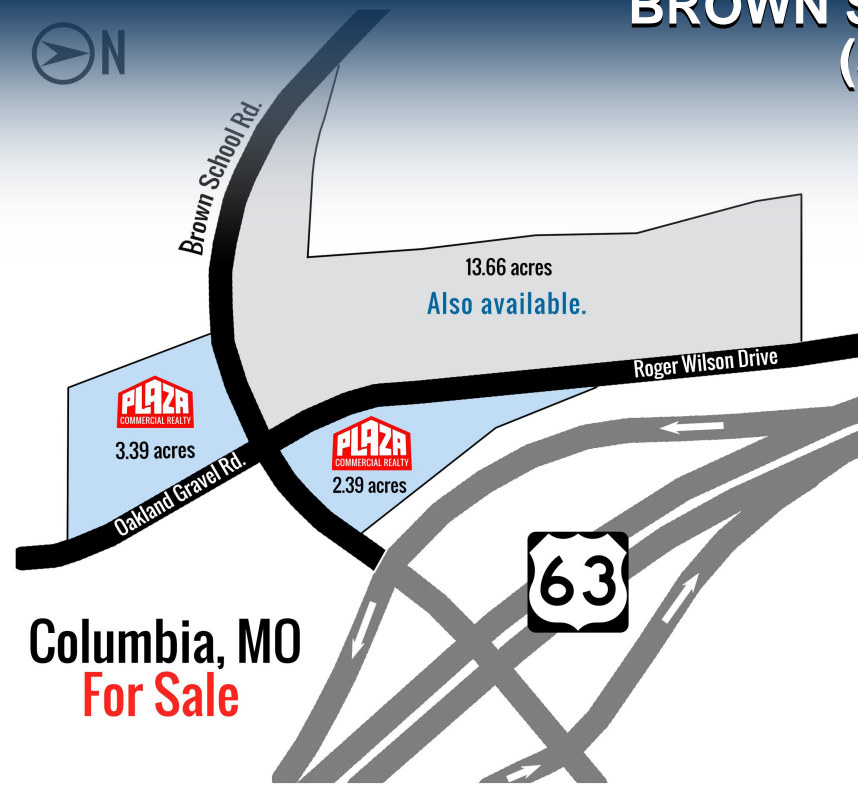 BROWN
N
Brown School Rd.
13.66 acres
Also available.
Roger Wilson Drive
PLAZA
COMMERCIAL REALTY
3.39 acres
PLAZA
COMMERCIAL REALTY
2.39 acres
Oakland Gravel Rd.
63
Columbia, MO
For Sale